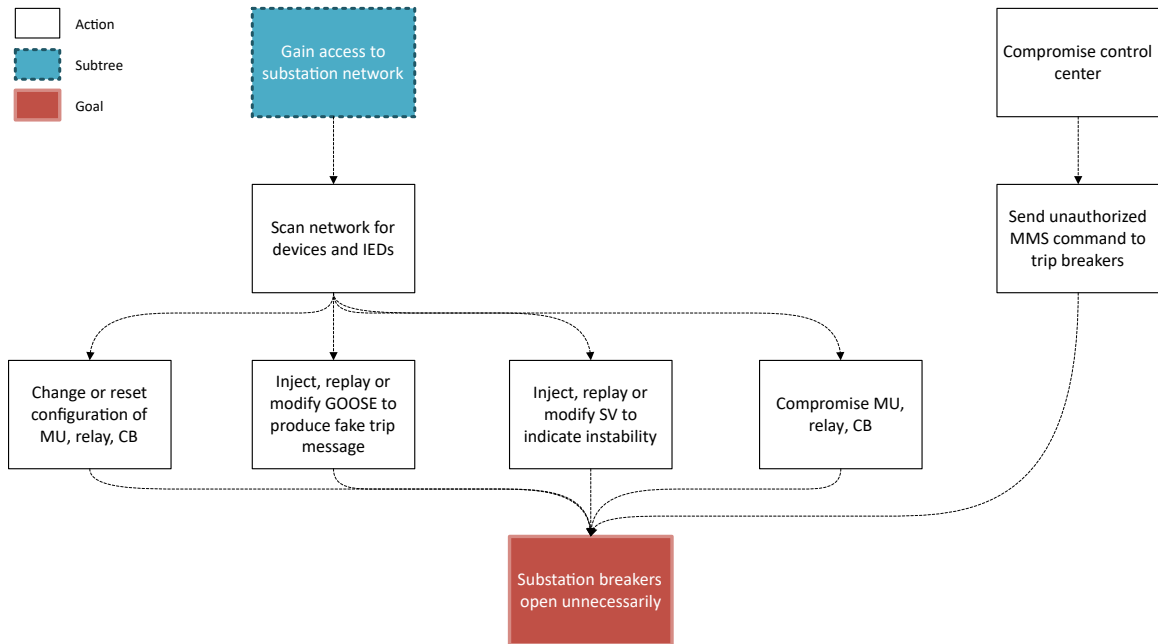 Action
Subtree
Goal
Gain access to
substation network
Compromise control
center
Scan network for
devices and IEDs
Send unauthorized
MMS command to
trip breakers
Change or reset
configuration of
MU, relay, CB
Inject, replay or
modify GOOSE to
produce fake trip
message
Inject, replay or
modify SV to
indicate instability
Compromise MU,
relay, CB
Substation breakers
open unnecessarily